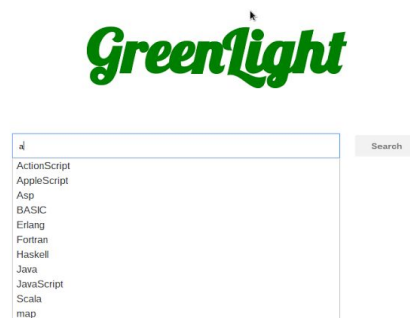 GreenLight
a
Search
ActionScript
AppleScript
Asp
BASIC
Erlang
Fortran
Haskell
Java
JavaScript
Scala
map